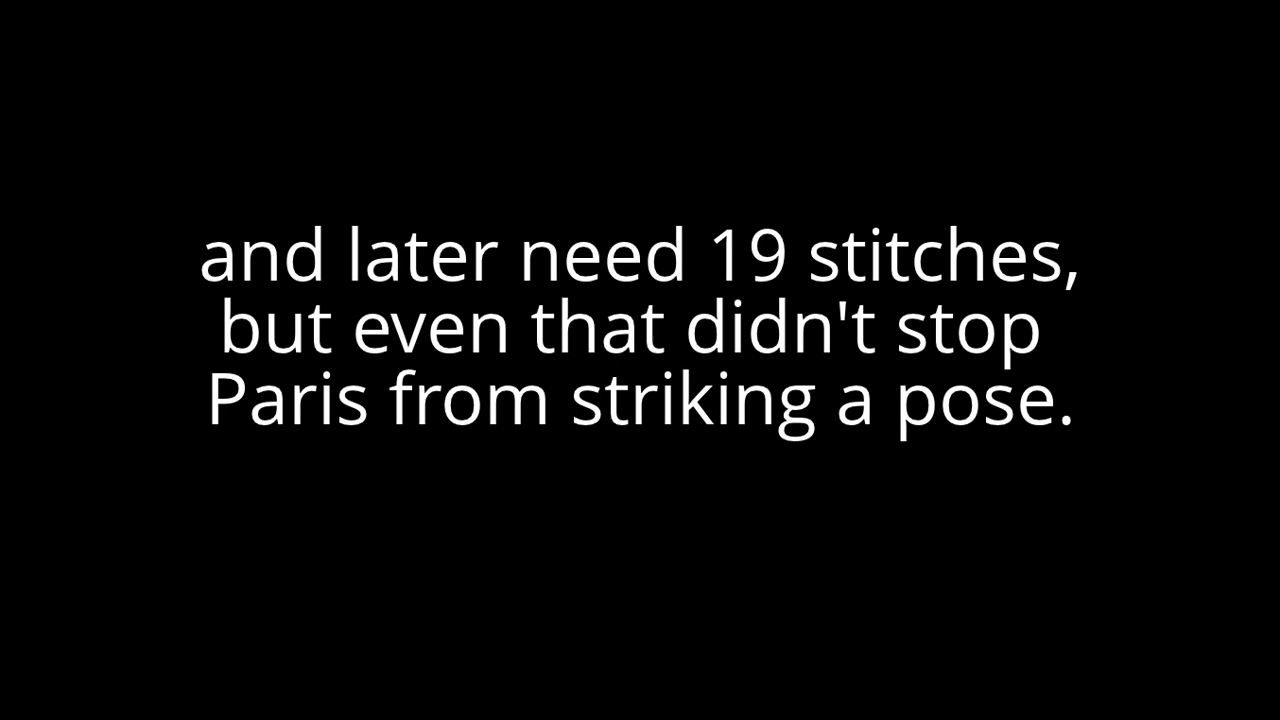 and later need 19 stitches,
but even that didn't stop
Paris from striking a pose.